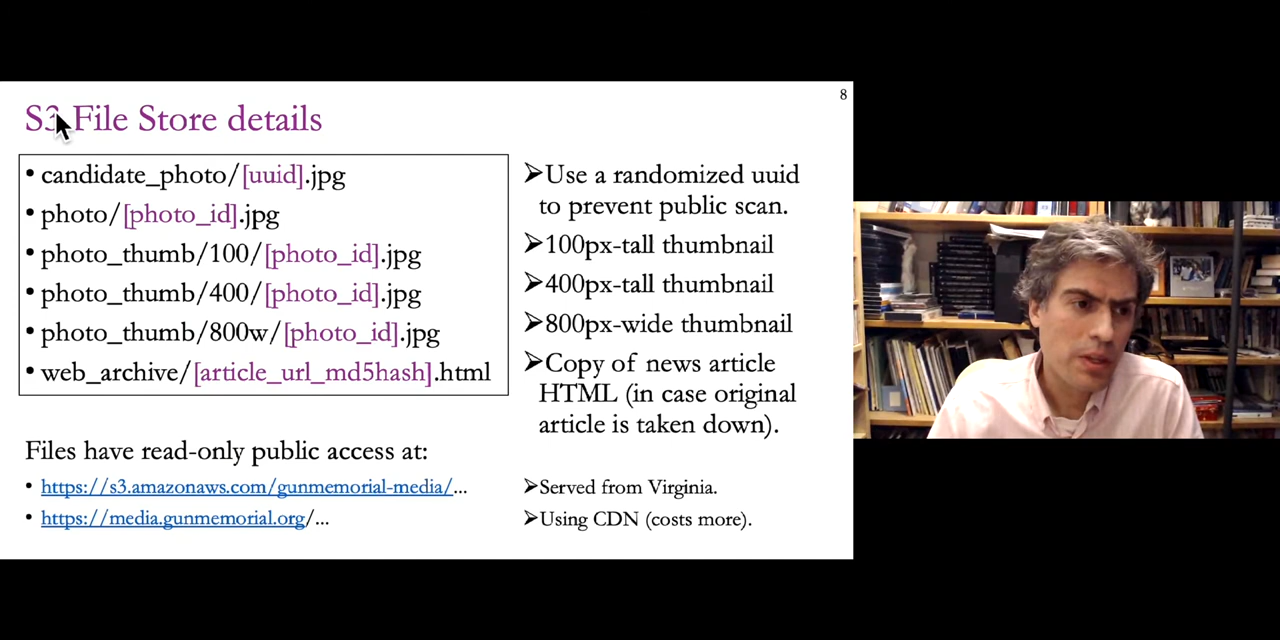 8
S3 File Store details
• candidate_photo/[uuid].jpg
• photo/[photo_id].jpg
• photo_thumb/100/[photo_id].jpg
• photo_thumb/400/[photo_id].jpg
• photo_thumb/800w/[photo_id].jpg
• web_archive/[article_url_md5hash].html
➢Use a randomized uuid
to prevent public scan.
➢100px-tall thumbnail
➢400px-tall thumbnail
➢800px-wide thumbnail
➢Copy of news article
HTML (in case original
article is taken down).
Files have read-only public access at:
• https://s3.amazonaws.com/gunmemorial-media/...
➢Served from Virginia.
• https://media.gunmemorial.org/...
➢Using CDN (costs more).